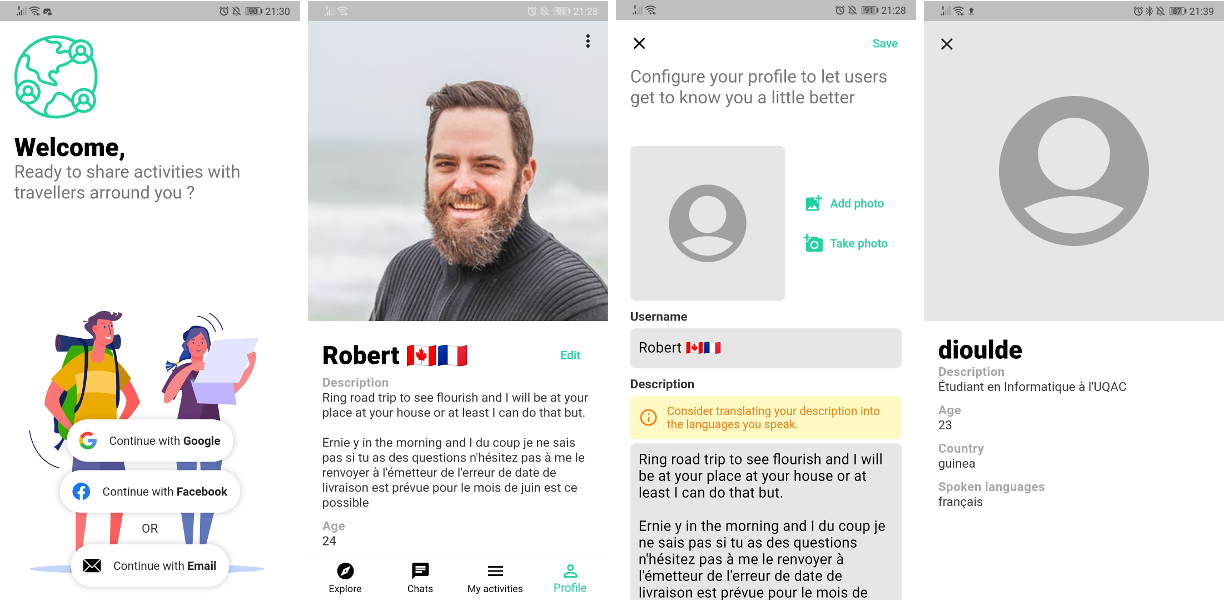 21:30
Welcome,
Ready to share activities with
travellers arround you ?
Continue with Google
Continue with Facebook
OR
Continue with Email
21:28
Robert 🇨🇦🇫🇷
Edit
Description
Ring road trip to see flourish and I will be at your
place at your house or at least I can do that but.
Ernie y in the morning and I du coup je ne sais
pas si tu as des questions n'hésitez pas à me le
renvoyer à l'émetteur de l'erreur de date de
livraison est prévue pour le mois de juin est ce
possible
Age
24
Explore
Chats
My activities
Profile
21:28
Save
Configure your profile to let users
get to know you a little better
Add photo
Take photo
Username
Robert 🇨🇦🇫🇷
Description
Consider translating your description into
the languages you speak.
Ring road trip to see flourish and I will
be at your place at your house or at
least I can do that but.
Ernie y in the morning and I du coup je
ne sais pas si tu as des questions
n'hésitez pas à me le renvoyer à
l'émetteur de l'erreur de date de
livraison est prévue pour le mois de
21:39
dioulde
Description
Étudiant en Informatique à l'UQAC
Age
23
Country
guinea
Spoken languages
français